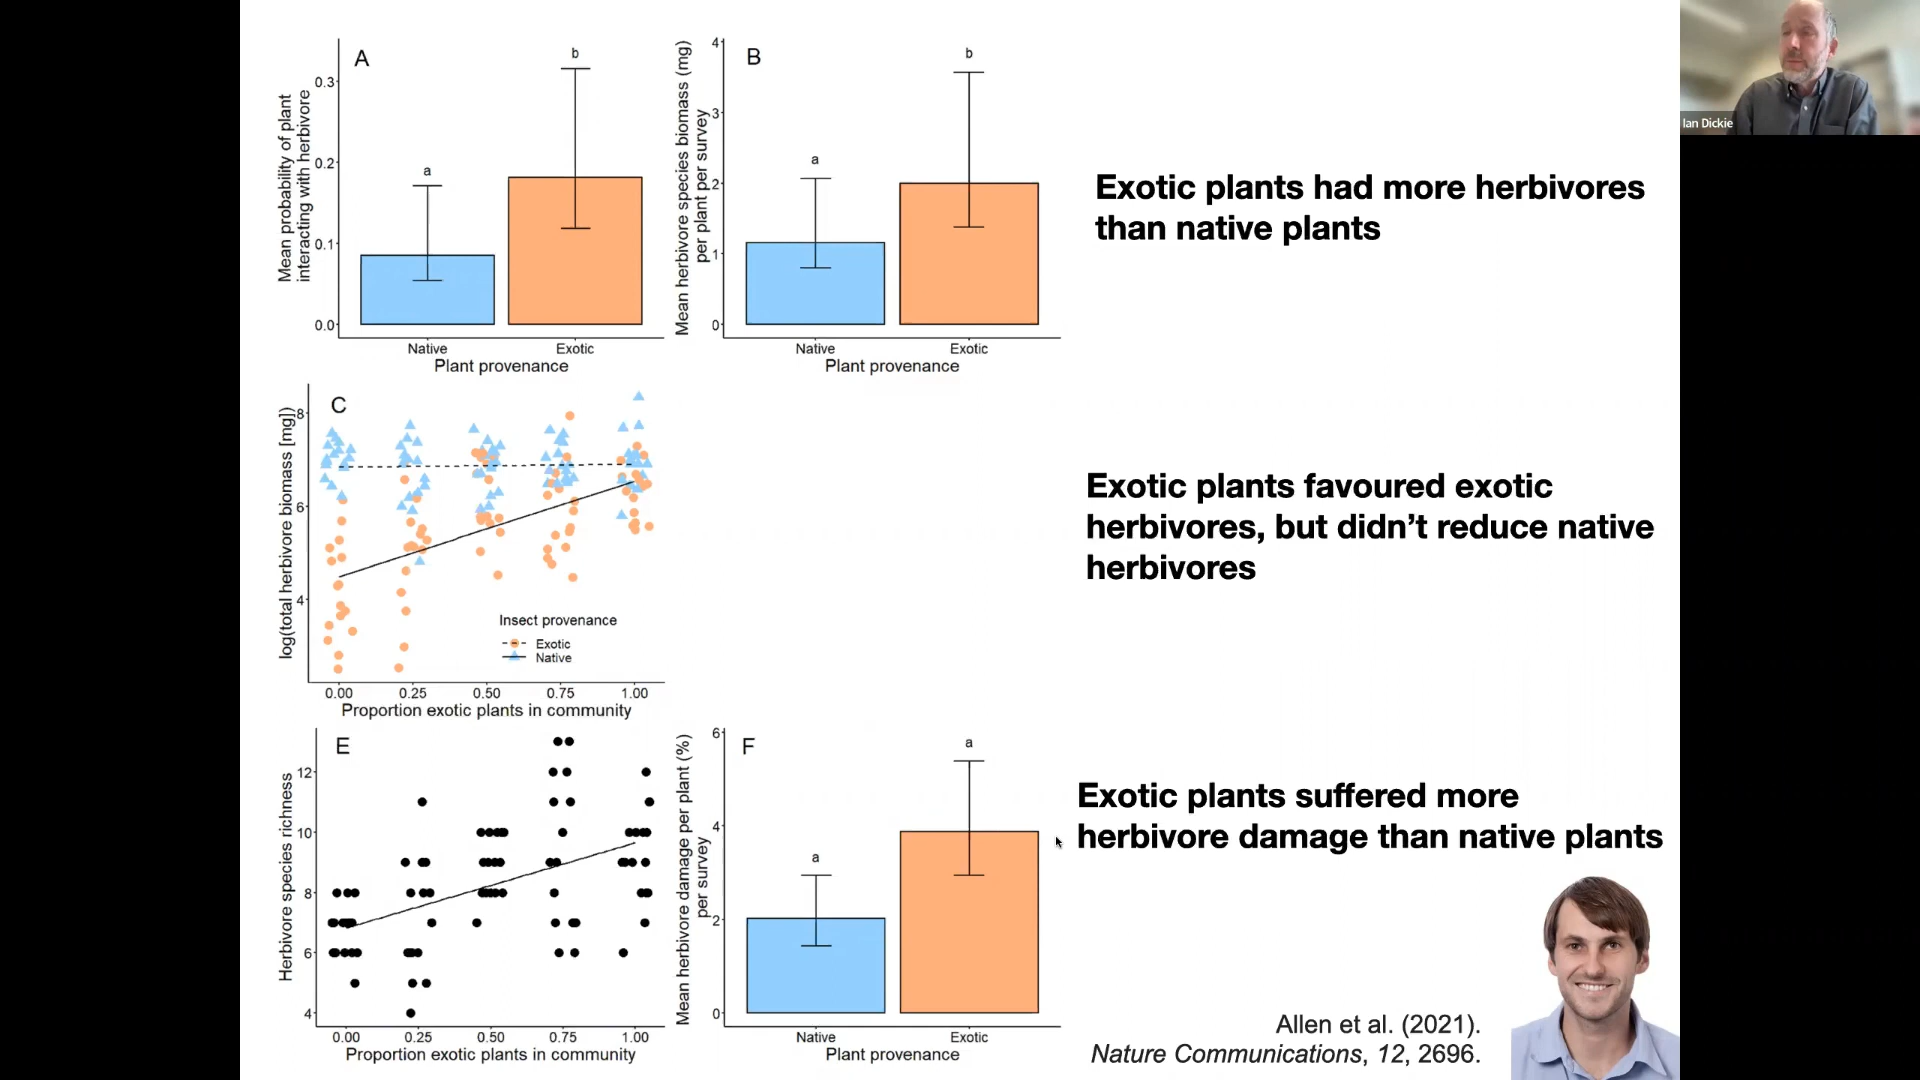 A
Mean probability of plant
interacting with herbivore
0.3
0.2
0.1
0.0
a
b
Native
Exotic
Plant provenance
B
Mean herbivore species biomass (mg)
per plant per survey
4
3
2
1
0
a
b
Native
Exotic
Plant provenance
Exotic plants had more herbivores
than native plants
Ian Dickie
C
log(total herbivore biomass [mg])
8
6
4
Insect provenance
Exotic
Native
0.00
0.25
0.50
0.75
1.00
Proportion exotic plants in community
Exotic plants favoured exotic
herbivores, but didn’t reduce native
herbivores
E
Herbivore species richness
12
10
8
6
4
0.00
0.25
0.50
0.75
1.00
Proportion exotic plants in community
F
Mean herbivore damage per plant (%)
per survey
6
4
2
0
a
a
Native
Exotic
Plant provenance
Exotic plants suffered more
herbivore damage than native plants
Allen et al. (2021).
Nature Communications, 12, 2696.